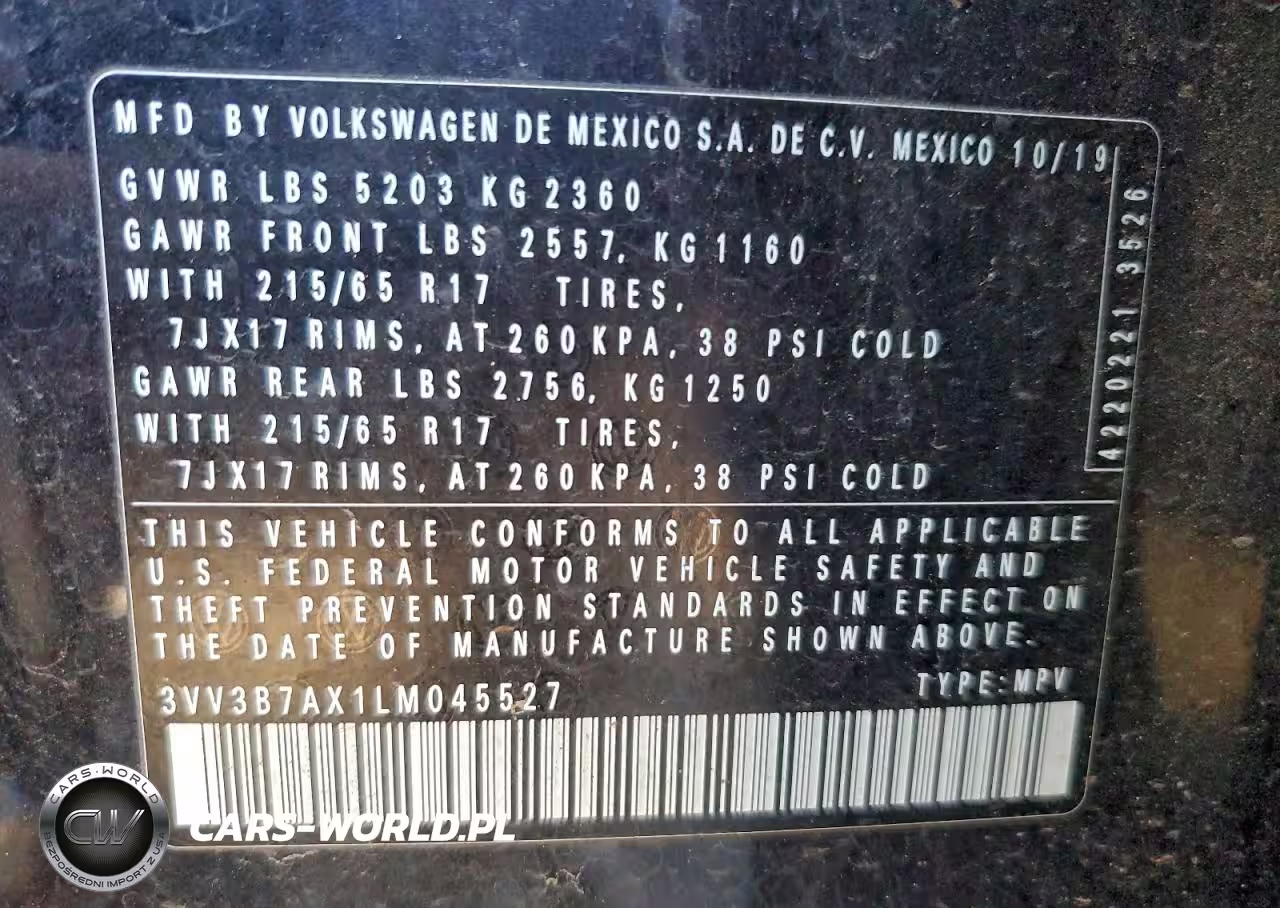 MFD BY VOLKSWAGEN DE MEXICO S.A. DE C.V. MEXICO 10/19
GVWR LBS 5203 KG 2360
GAWR FRONT LBS 2557, KG 1160
WITH 215/65 R17 TIRES,
7JX17 RIMS, AT 260 KPA, 38 PSI COLD
GAWR REAR LBS 2756, KG 1250
WITH 215/65 R17 TIRES,
7JX17 RIMS, AT 260 KPA, 38 PSI COLD
4220221 3526
THIS VEHICLE CONFORMS TO ALL APPLICABLE
U.S. FEDERAL MOTOR VEHICLE SAFETY AND
THEFT PREVENTION STANDARDS IN EFFECT ON
THE DATE OF MANUFACTURE SHOWN ABOVE.
3VV3B7AX1LM045527 TYPE:MPV
CARS-WORLD
CW
BEZPOŚREDNI IMPORT Z USA
CARS-WORLD.PL